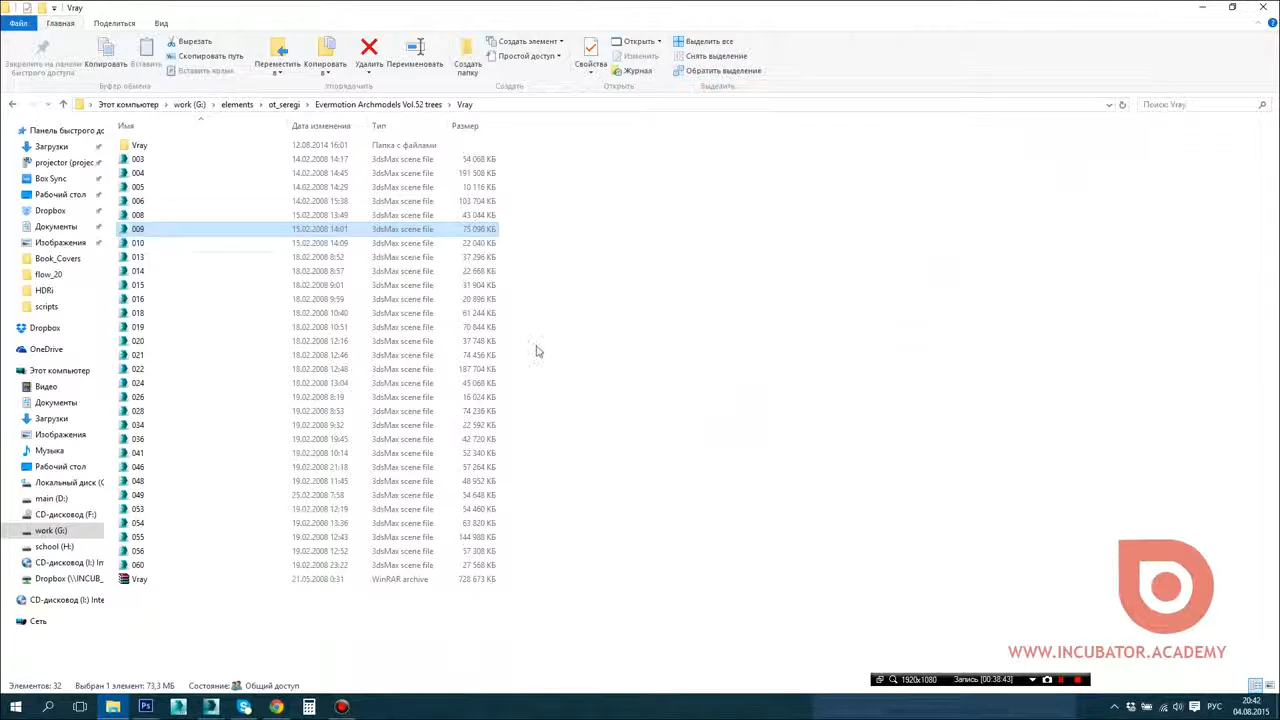 Vray
Файл Главная Поделиться Вид
Закрепить на панели быстрого доступа
Копировать
Вставить
Вырезать
Скопировать путь
Вставить ярлык
Переместить в
Копировать в
Удалить
Переименовать
Создать папку
Создать элемент
Простой доступ
Свойства
Открыть
Изменить
Журнал
Выделить все
Снять выделение
Обратить выделение
Буфер обмена
Упорядочить
Создать
Открыть
Выделить
Этот компьютер › work (G:) › elements › ot_seregi › Evermotion Archmodels Vol.52 trees › Vray
Поиск: Vray
Имя Дата изменения Тип Размер
Vray 12.08.2014 16:01 Папка с файлами
003 14.02.2008 14:17 3dsMax scene file 54 068 КБ
004 14.02.2008 14:45 3dsMax scene file 191 508 КБ
005 14.02.2008 14:29 3dsMax scene file 10 116 КБ
006 14.02.2008 15:38 3dsMax scene file 103 704 КБ
008 15.02.2008 13:49 3dsMax scene file 43 044 КБ
009 15.02.2008 14:01 3dsMax scene file 75 096 КБ
010 15.02.2008 14:09 3dsMax scene file 22 040 КБ
013 18.02.2008 8:52 3dsMax scene file 37 296 КБ
014 18.02.2008 8:57 3dsMax scene file 22 668 КБ
015 18.02.2008 9:01 3dsMax scene file 31 904 КБ
016 18.02.2008 9:59 3dsMax scene file 20 896 КБ
018 18.02.2008 10:40 3dsMax scene file 61 244 КБ
019 18.02.2008 10:51 3dsMax scene file 70 844 КБ
020 18.02.2008 12:16 3dsMax scene file 37 748 КБ
021 18.02.2008 12:46 3dsMax scene file 74 456 КБ
022 18.02.2008 12:48 3dsMax scene file 187 704 КБ
024 18.02.2008 13:04 3dsMax scene file 45 068 КБ
026 19.02.2008 8:19 3dsMax scene file 16 024 КБ
028 19.02.2008 8:53 3dsMax scene file 74 236 КБ
034 19.02.2008 9:32 3dsMax scene file 22 592 КБ
036 19.02.2008 19:45 3dsMax scene file 42 720 КБ
041 19.02.2008 10:14 3dsMax scene file 52 340 КБ
046 19.02.2008 21:18 3dsMax scene file 57 264 КБ
048 19.02.2008 11:45 3dsMax scene file 48 952 КБ
049 25.02.2008 7:58 3dsMax scene file 54 648 КБ
053 19.02.2008 12:19 3dsMax scene file 54 460 КБ
054 19.02.2008 13:36 3dsMax scene file 63 820 КБ
055 19.02.2008 12:43 3dsMax scene file 144 988 КБ
056 19.02.2008 12:52 3dsMax scene file 57 308 КБ
060 19.02.2008 23:22 3dsMax scene file 27 568 КБ
Vray 21.05.2008 0:31 WinRAR archive 728 673 КБ
Панель быстрого дс
Загрузки
projector (projec
Box Sync
Рабочий стол
Dropbox
Документы
Изображения
Book_Covers
flow_20
HDRi
scripts
Dropbox
OneDrive
Этот компьютер
Видео
Документы
Загрузки
Изображения
Музыка
Рабочий стол
Локальный диск (C
main (D:)
CD-дисковод (F:)
work (G:)
school (H:)
CD-дисковод (I:) In
Dropbox (\\INCUB_
CD-дисковод (I:) Inte
Сеть
WWW.INCUBATOR.ACADEMY
Элементов: 32 Выбран 1 элемент: 73,3 МБ Состояние: Общий доступ
1920x1080 Запись [00:38:43]
РУС
20:42
04.08.2015